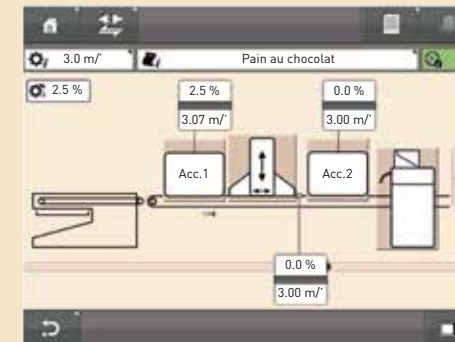 3.0 m/'
Pain au chocolat
2.5 %
2.5 %
3.07 m/'
0.0 %
3.00 m/'
Acc.1
Acc.2
0.0 %
3.00 m/'